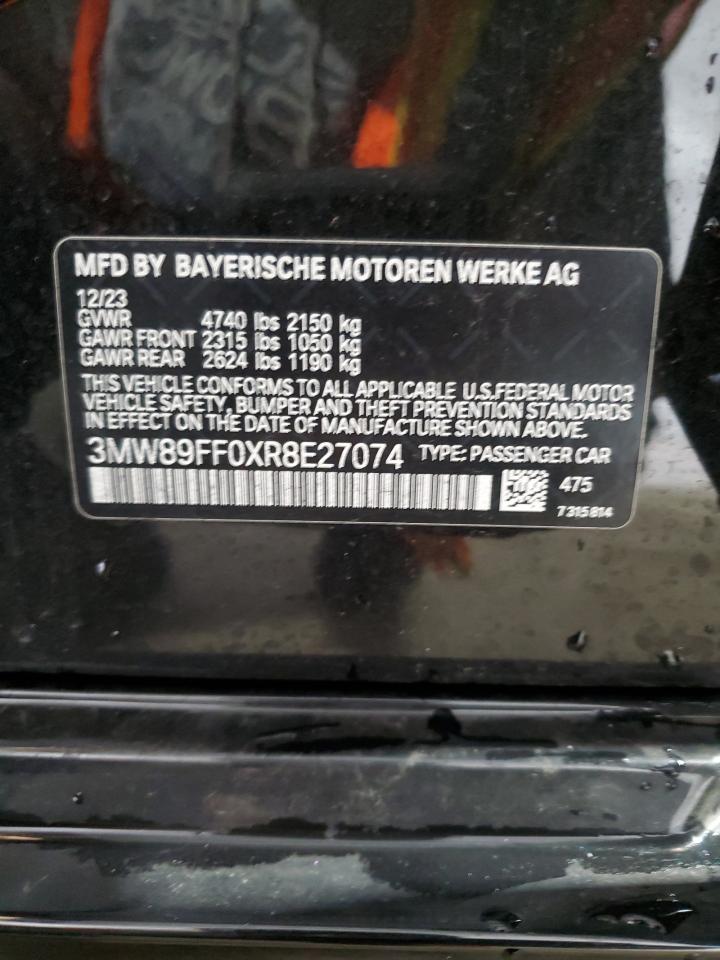 MFD BY BAYERISCHE MOTOREN WERKE AG
12/23
GVWR 4740 lbs 2150 kg
GAWR FRONT 2315 lbs 1050 kg
GAWR REAR 2624 lbs 1190 kg
THIS VEHICLE CONFORMS TO ALL APPLICABLE U.S.FEDERAL MOTOR
VEHICLE SAFETY, BUMPER AND THEFT PREVENTION STANDARDS
IN EFFECT ON THE DATE OF MANUFACTURE SHOWN ABOVE.
3MW89FF0XR8E27074 TYPE: PASSENGER CAR
475
7315814